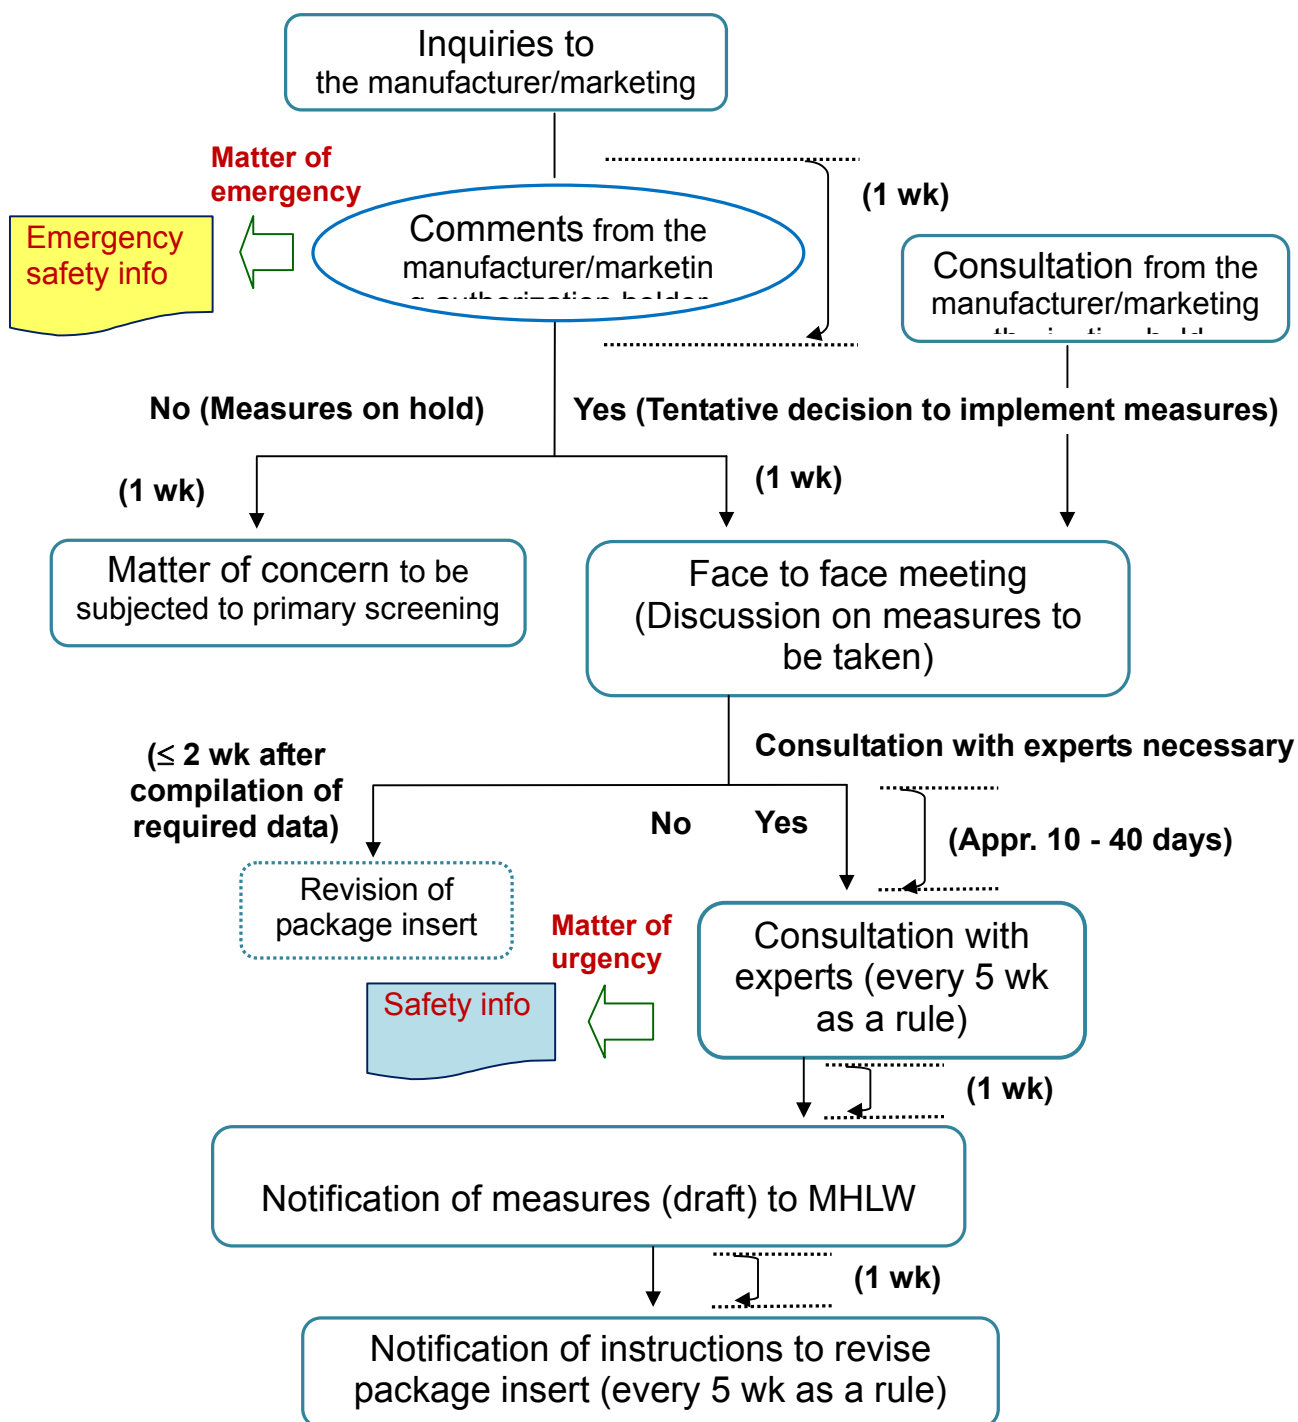 Inquiries to
the manufacturer/marketing
Matter of
emergency
(1 wk)
Emergency
safety info
Comments from the
manufacturer/marketin
Consultation from the
manufacturer/marketing
No (Measures on hold)
Yes (Tentative decision to implement measures)
(1 wk)
(1 wk)
Matter of concern to be
subjected to primary screening
Face to face meeting
(Discussion on measures to
be taken)
(≤ 2 wk after
compilation of
required data)
Consultation with experts necessary
No
Yes
(Appr. 10 - 40 days)
Revision of
package insert
Matter of
urgency
Safety info
Consultation with
experts (every 5 wk
as a rule)
(1 wk)
Notification of measures (draft) to MHLW
(1 wk)
Notification of instructions to revise
package insert (every 5 wk as a rule)